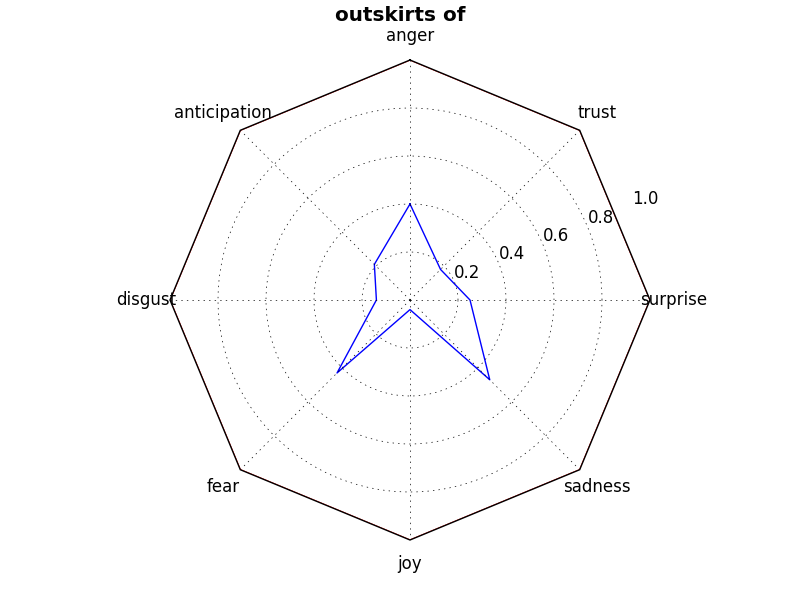 outskirts of
anger
anticipation
trust
1.0
0.8
0.6
0.4
0.2
disgust
surprise
fear
sadness
joy